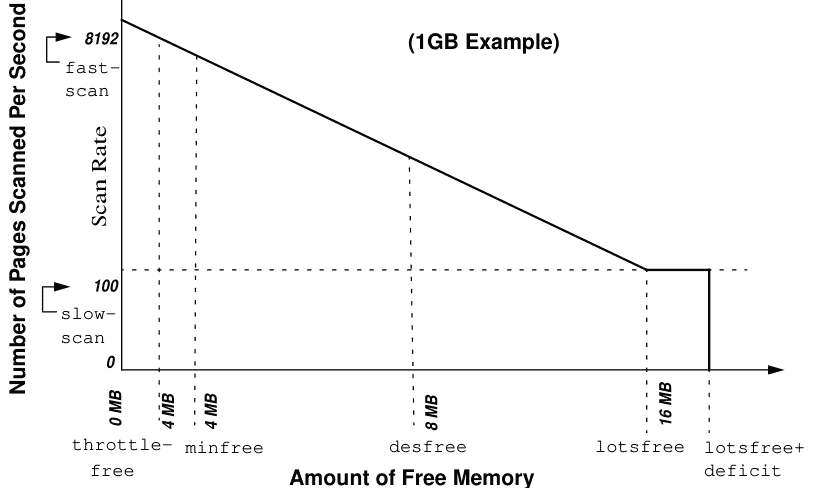 Number of Pages Scanned Per Second
(1GB Example)
8192
fast-
scan
Scan Rate
100
slow-
scan
0
0 MB
4 MB
4 MB
8 MB
16 MB
throttle-
free
minfree
desfree
lotsfree
lotsfree+
deficit
Amount of Free Memory